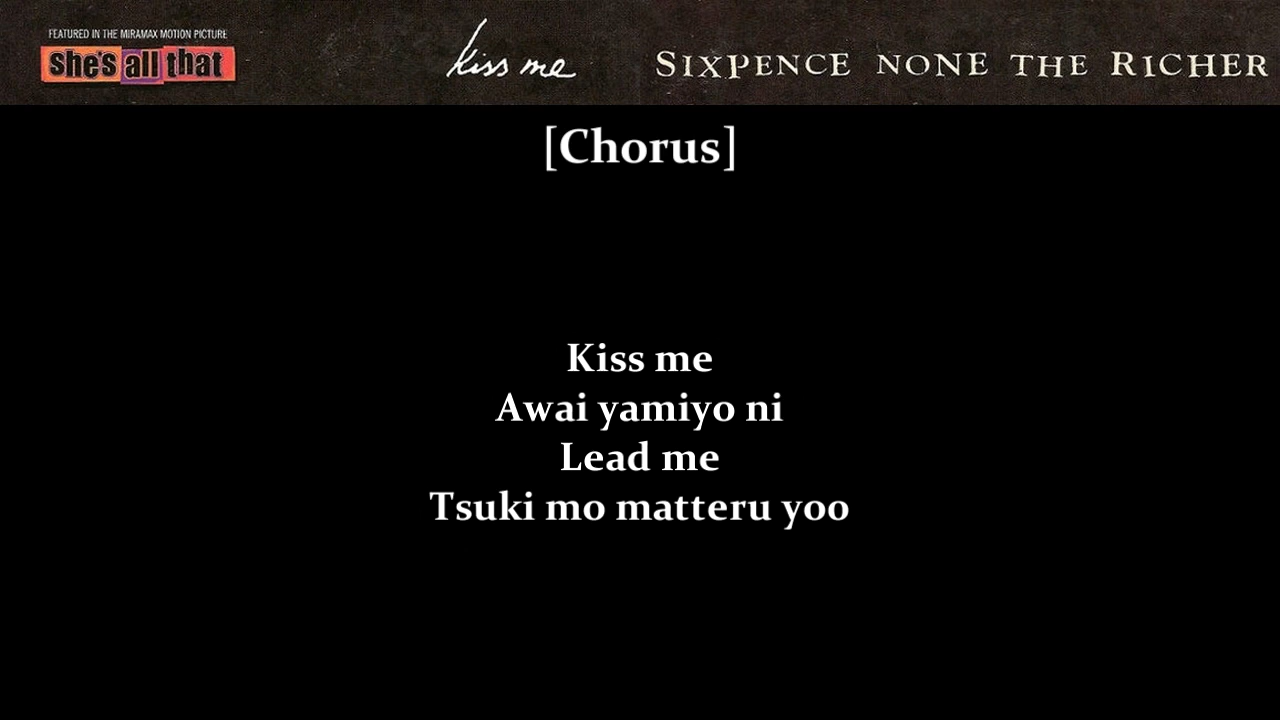 FEATURED IN THE MIRAMAX MOTION PICTURE
she's all that
kiss me
SIXPENCE NONE THE RICHER
[Chorus]
Kiss me
Awai yamiyo ni
Lead me
Tsuki mo matteru yoo